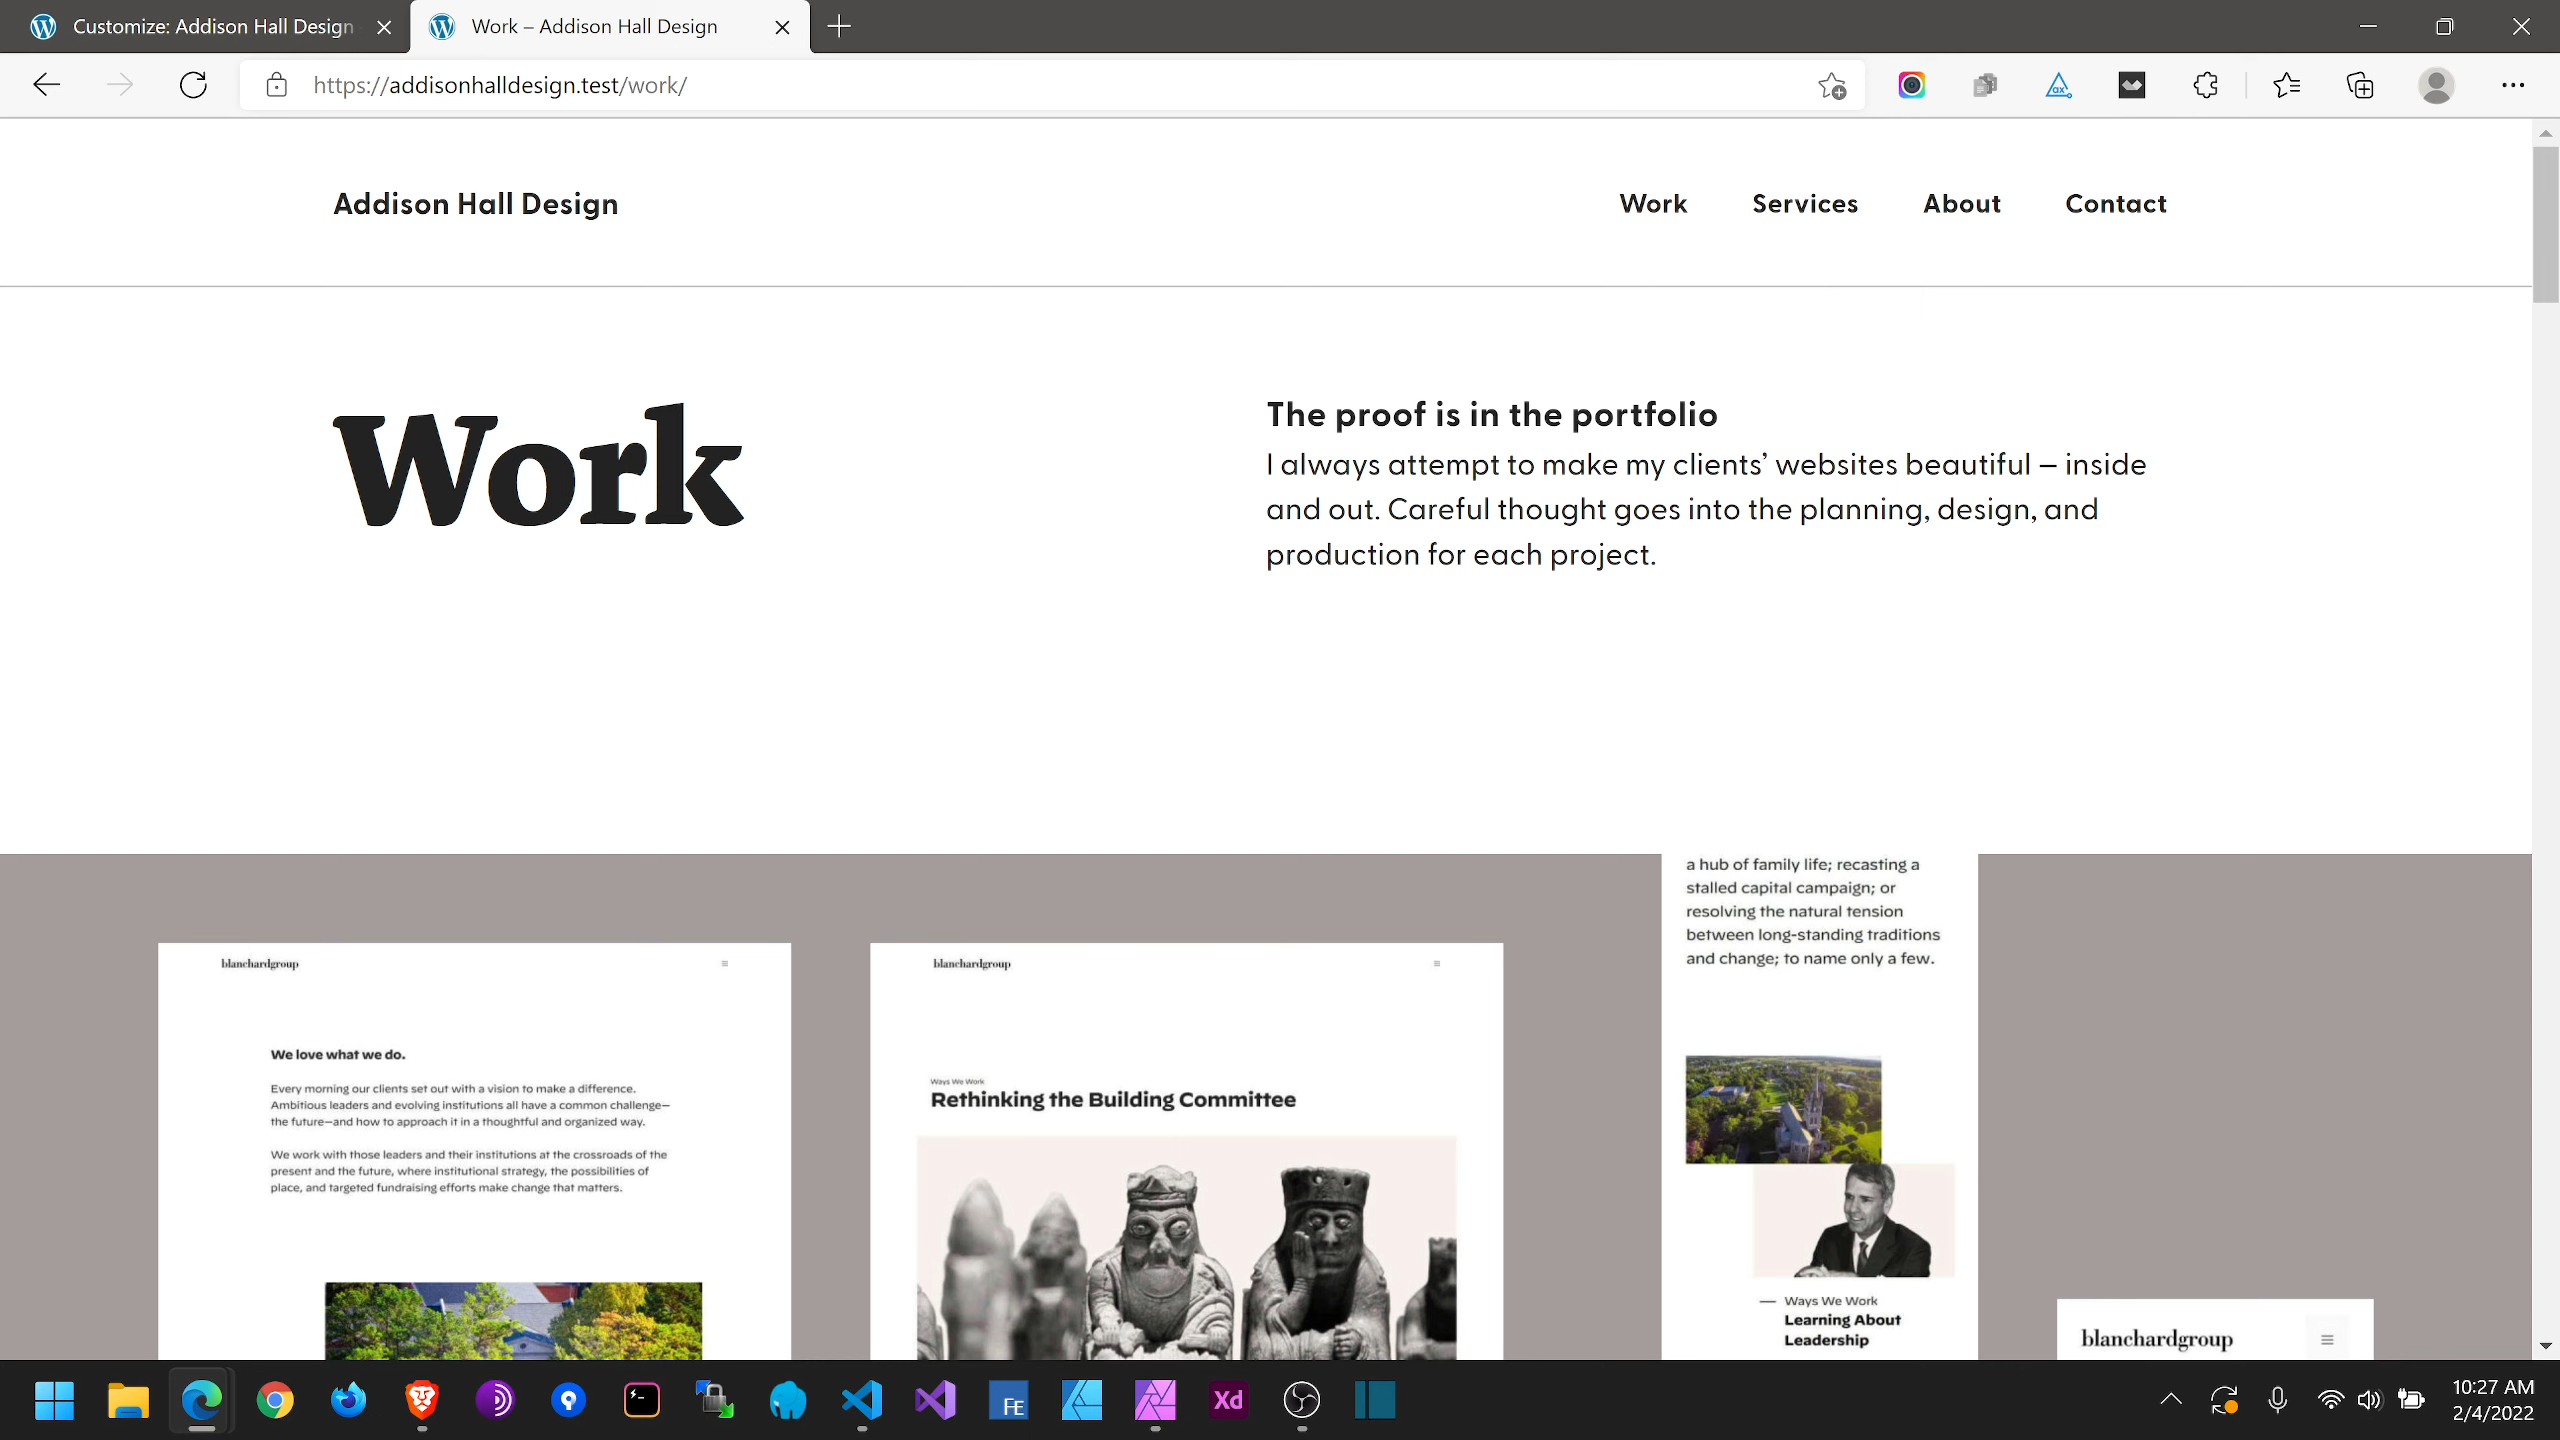 Customize: Addison Hall Design
Work – Addison Hall Design
https://addisonhalldesign.test/work/
Addison Hall Design
Work
Services
About
Contact
Work
The proof is in the portfolio
I always attempt to make my clients’ websites beautiful – inside
and out. Careful thought goes into the planning, design, and
production for each project.
blanchardgroup
We love what we do.
Every morning our clients set out with a vision to make a difference.
Ambitious leaders and evolving institutions all have a common challenge—
the future—and how to approach it in a thoughtful and organized way.
We work with those leaders and their institutions at the crossroads of the
present and the future, where institutional strategy, the possibilities of
place, and targeted fundraising efforts make change that matters.
blanchardgroup
Ways We Work
Rethinking the Building Committee
a hub of family life; recasting a
stalled capital campaign; or
resolving the natural tension
between long-standing traditions
and change; to name only a few.
Ways We Work
Learning About
Leadership
blanchardgroup
FE
Xd
10:27 AM
2/4/2022